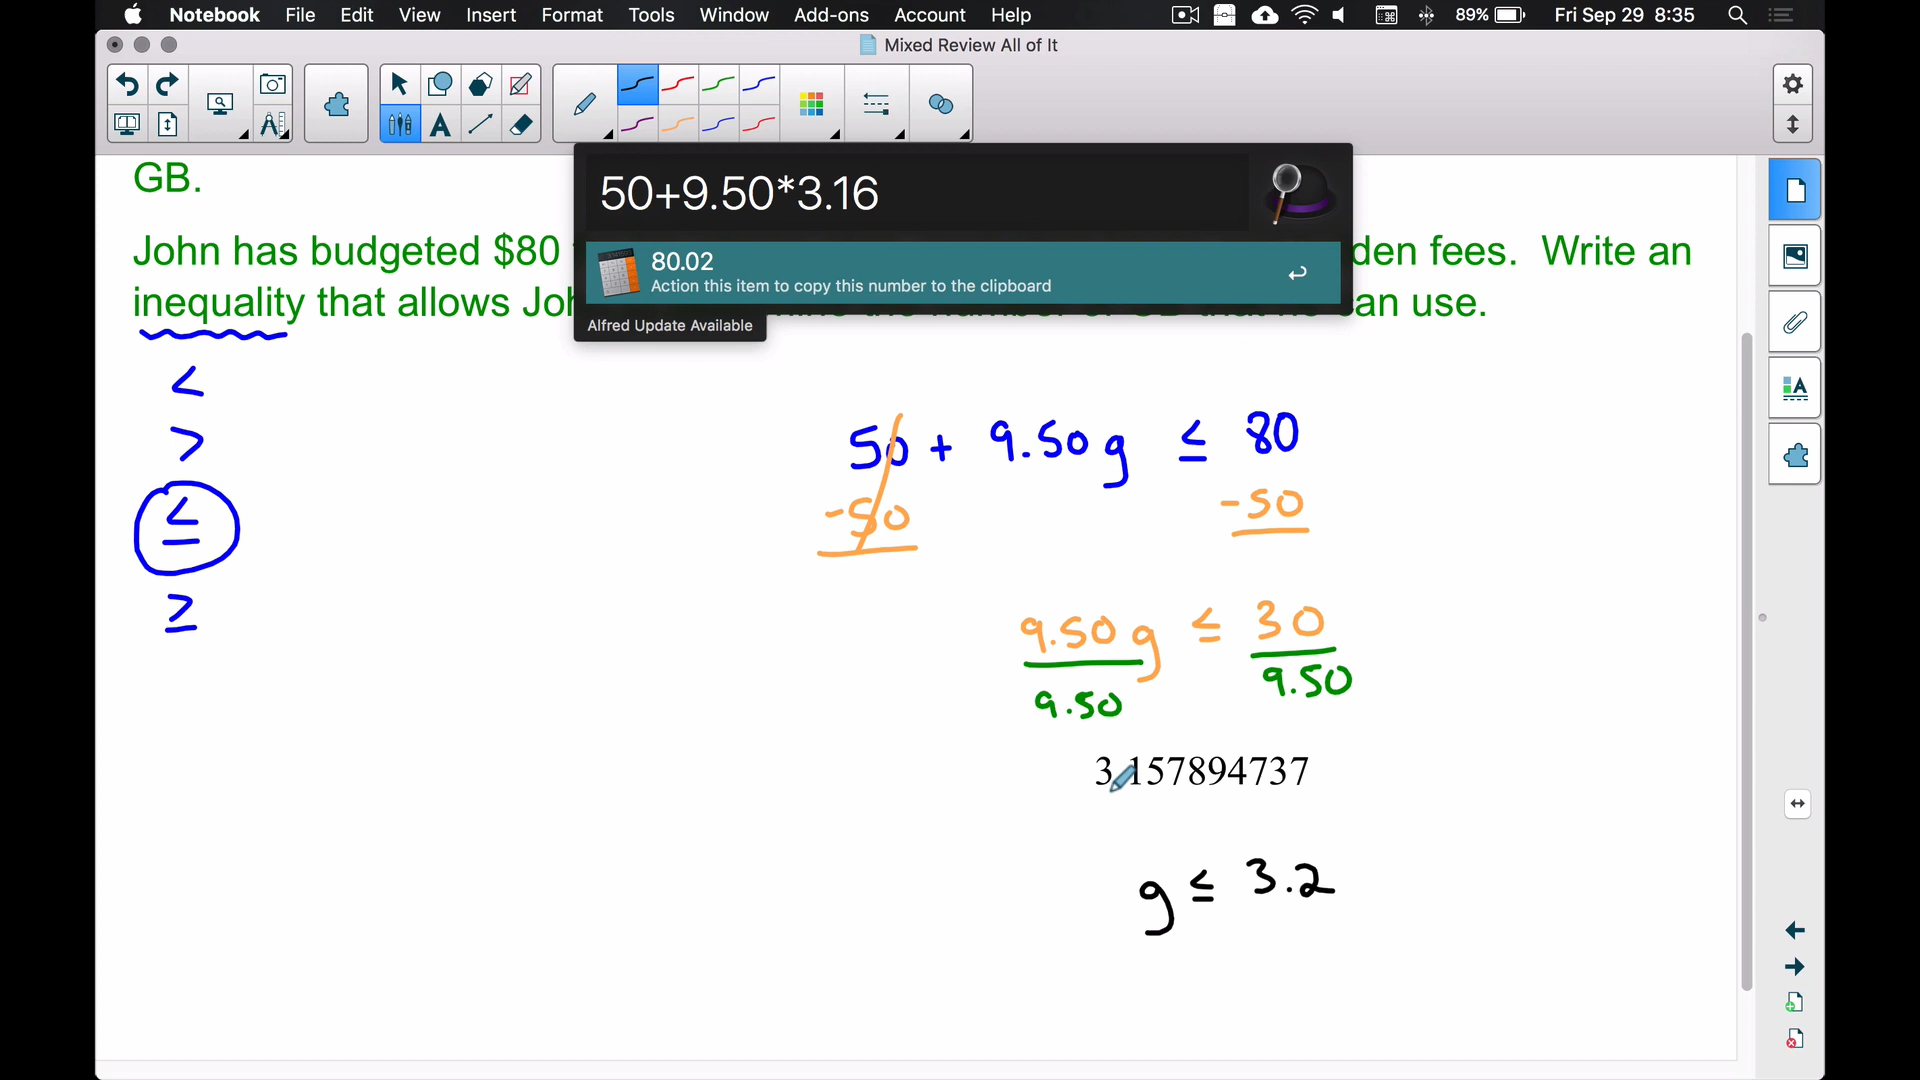 Notebook File Edit View Insert Format Tools Window Add-ons Account Help 89% Fri Sep 29 8:35
Mixed Review All of It
GB.
50+9.50*3.16
80.02
Action this item to copy this number to the clipboard
Alfred Update Available
John has budgeted $80 den fees. Write an
inequality that allows Jo can use.
<
>
≤
≥
50 + 9.50g ≤ 80
-50 -50
9.50g ≤ 30
9.50 9.50
3.157894737
g ≤ 3.2